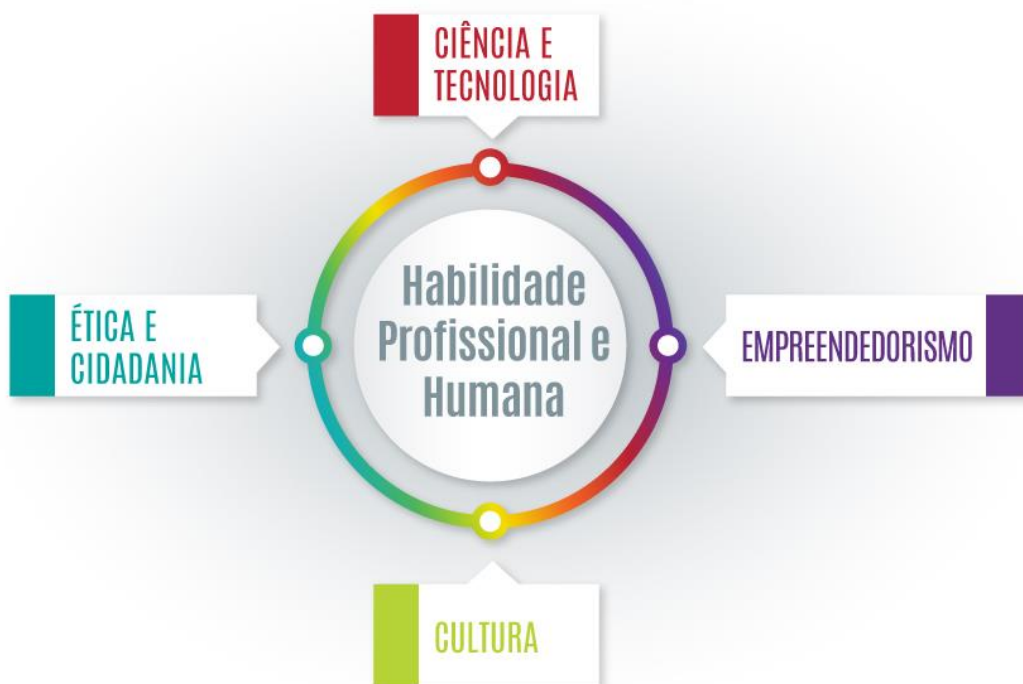 CIÊNCIA E
TECNOLOGIA
Habilidade
Profissional e
Humana
ÉTICA E
CIDADANIA
EMPREENDEDORISMO
CULTURA